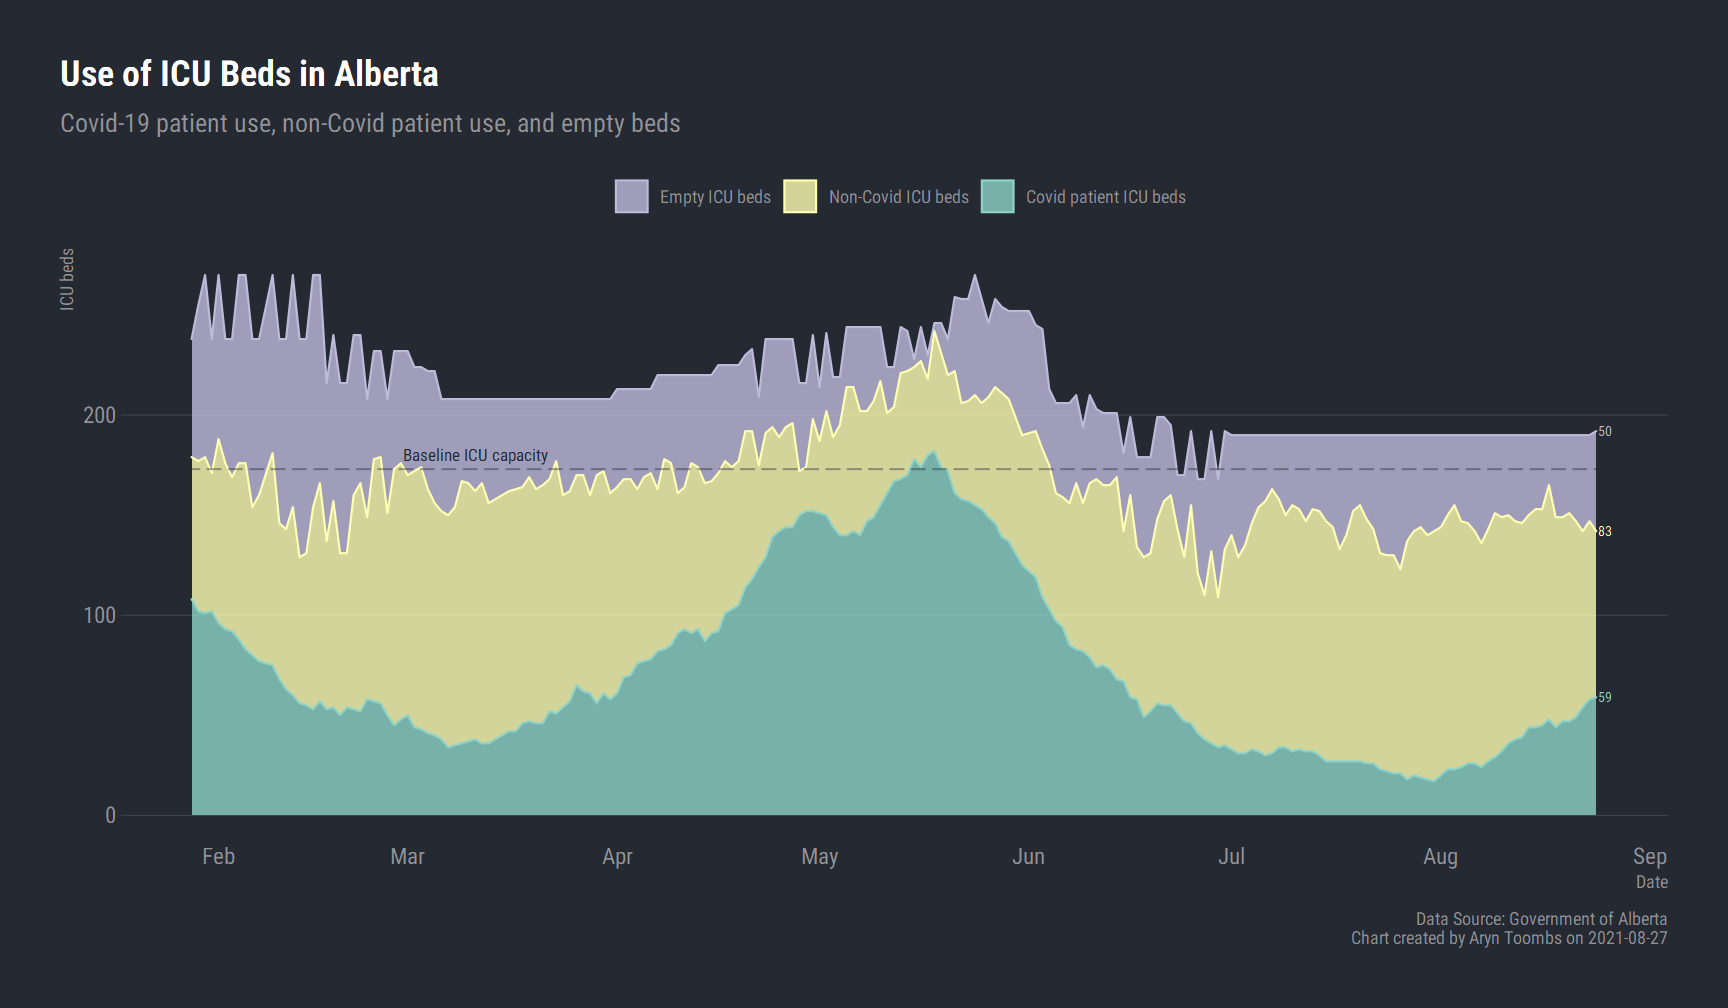 Use of ICU Beds in Alberta
Covid-19 patient use, non-Covid patient use, and empty beds
Empty ICU beds Non-Covid ICU beds Covid patient ICU beds
ICU beds
200
100
0
Baseline ICU capacity
50
83
59
Feb Mar Apr May Jun Jul Aug Sep
Date
Data Source: Government of Alberta
Chart created by Aryn Toombs on 2021-08-27